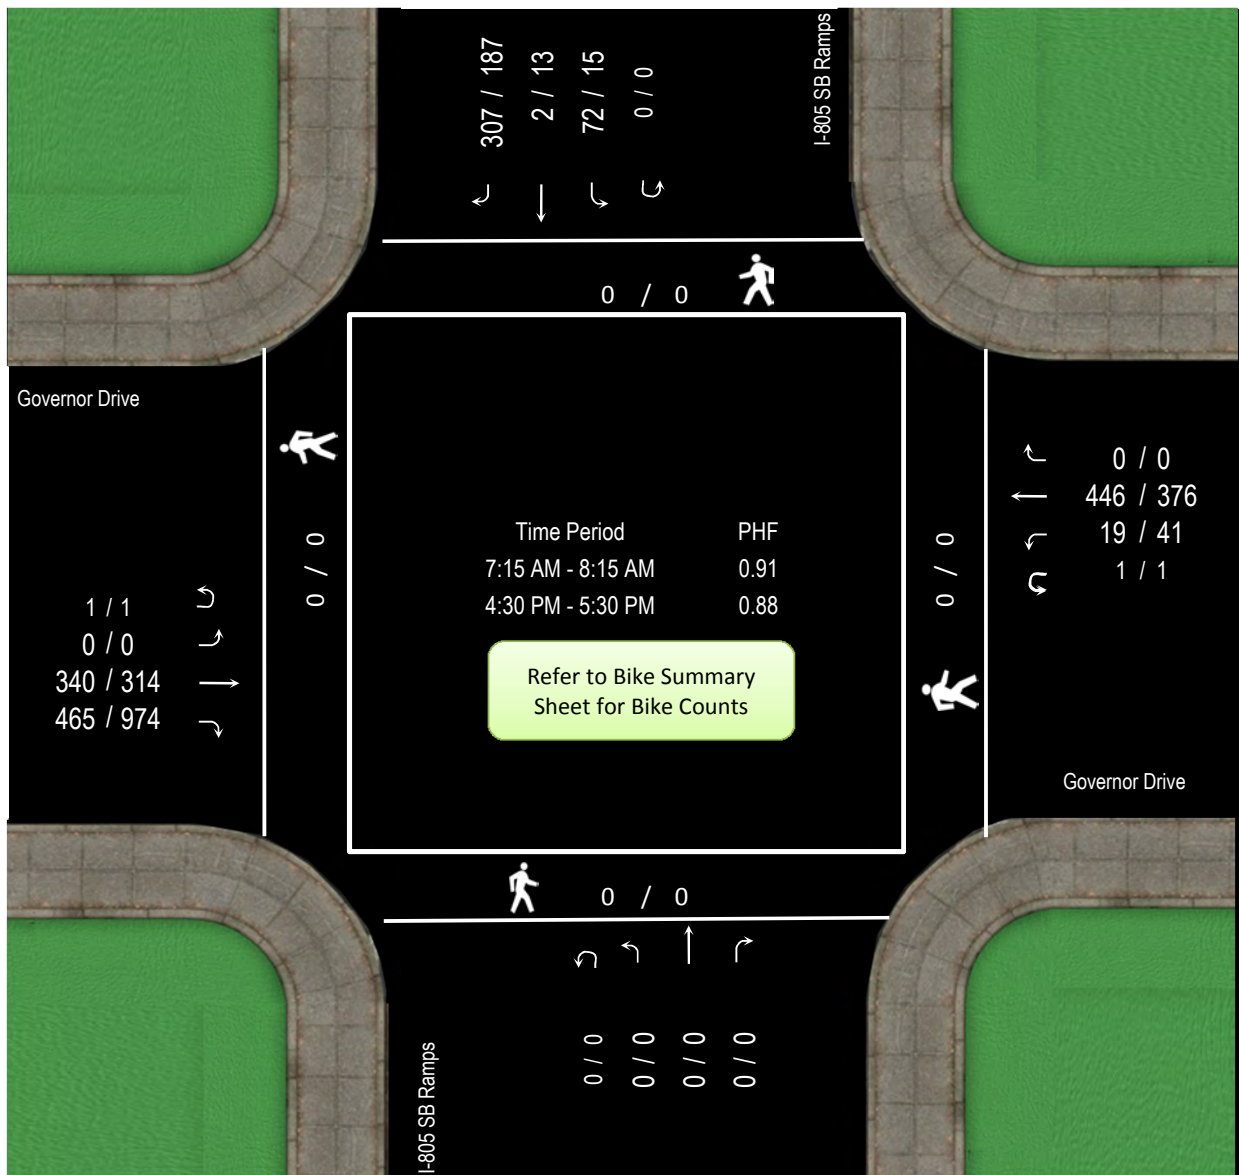 307 / 187
2 / 13
72 / 15
0 / 0
I-805 SB Ramps
0 / 0
Governor Drive
0 / 0
446 / 376
19 / 41
1 / 1
Time Period PHF
7:15 AM - 8:15 AM 0.91
4:30 PM - 5:30 PM 0.88
0 / 0
0 / 0
1 / 1
0 / 0
340 / 314
465 / 974
Refer to Bike Summary
Sheet for Bike Counts
Governor Drive
0 / 0
I-805 SB Ramps
0 / 0
0 / 0
0 / 0
0 / 0